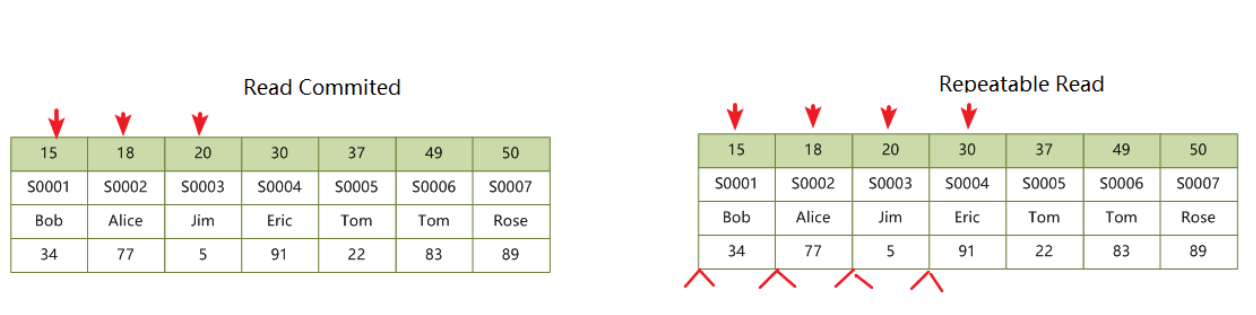 Read Commited
15 18 20 30 37 49 50
S0001 S0002 S0003 S0004 S0005 S0006 S0007
Bob Alice Jim Eric Tom Tom Rose
34 77 5 91 22 83 89
Repeatable Read
15 18 20 30 37 49 50
S0001 S0002 S0003 S0004 S0005 S0006 S0007
Bob Alice Jim Eric Tom Tom Rose
34 77 5 91 22 83 89